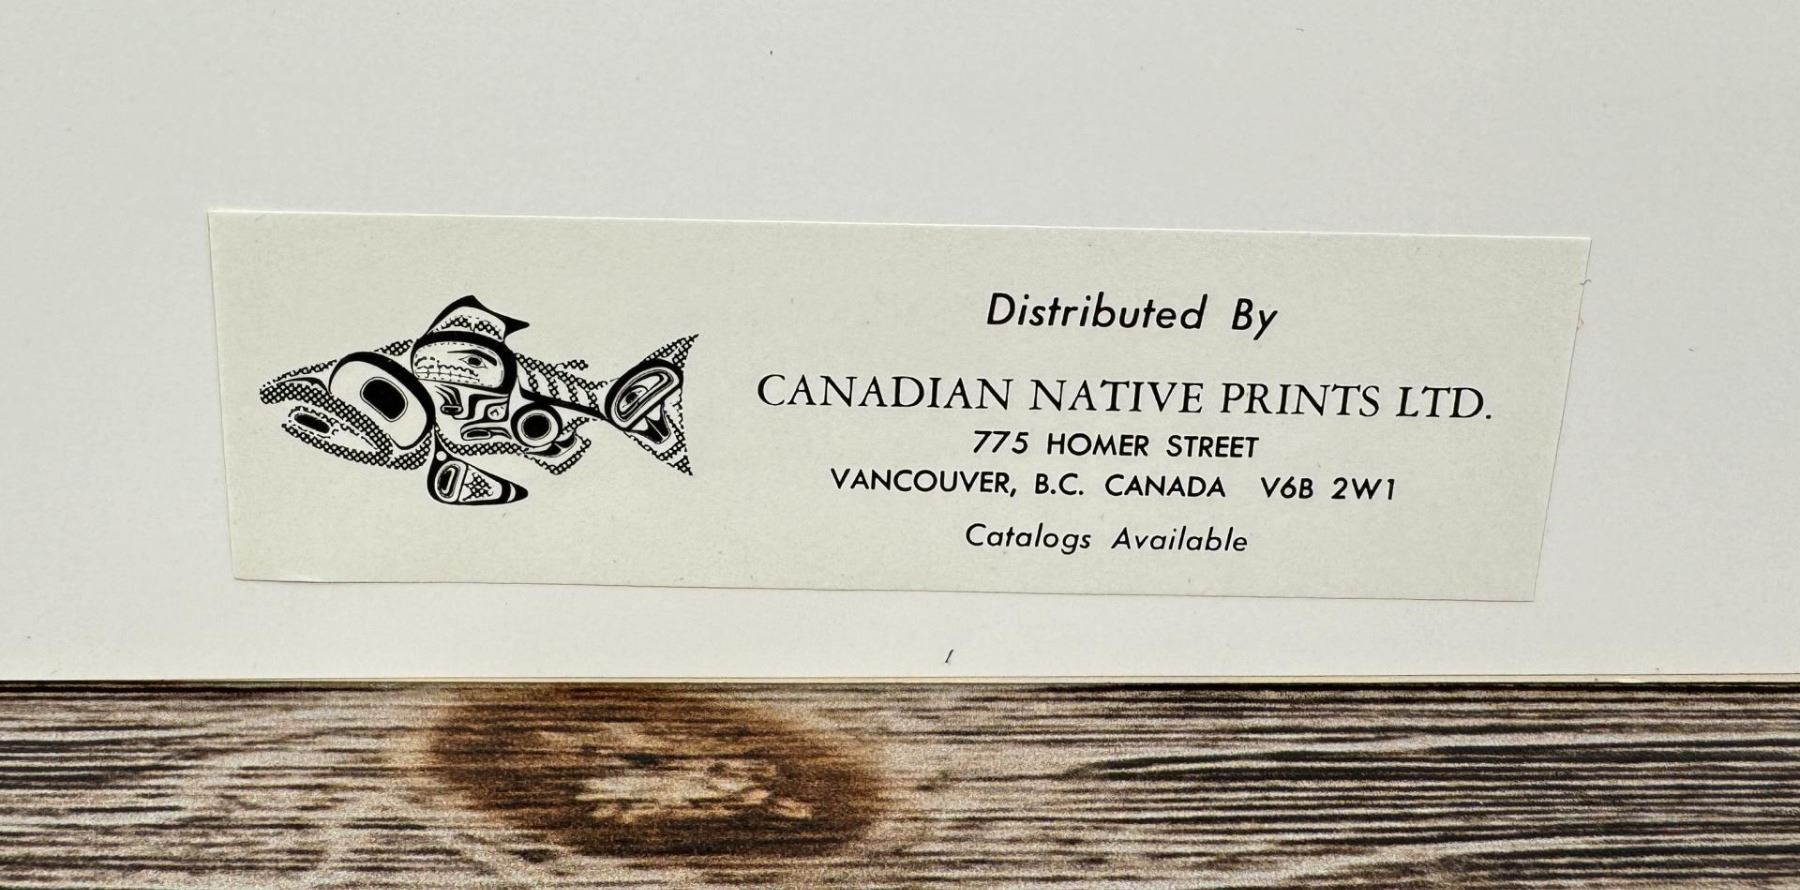 Distributed By
CANADIAN NATIVE PRINTS LTD.
775 HOMER STREET
VANCOUVER, B.C. CANADA V6B 2W1
Catalogs Available